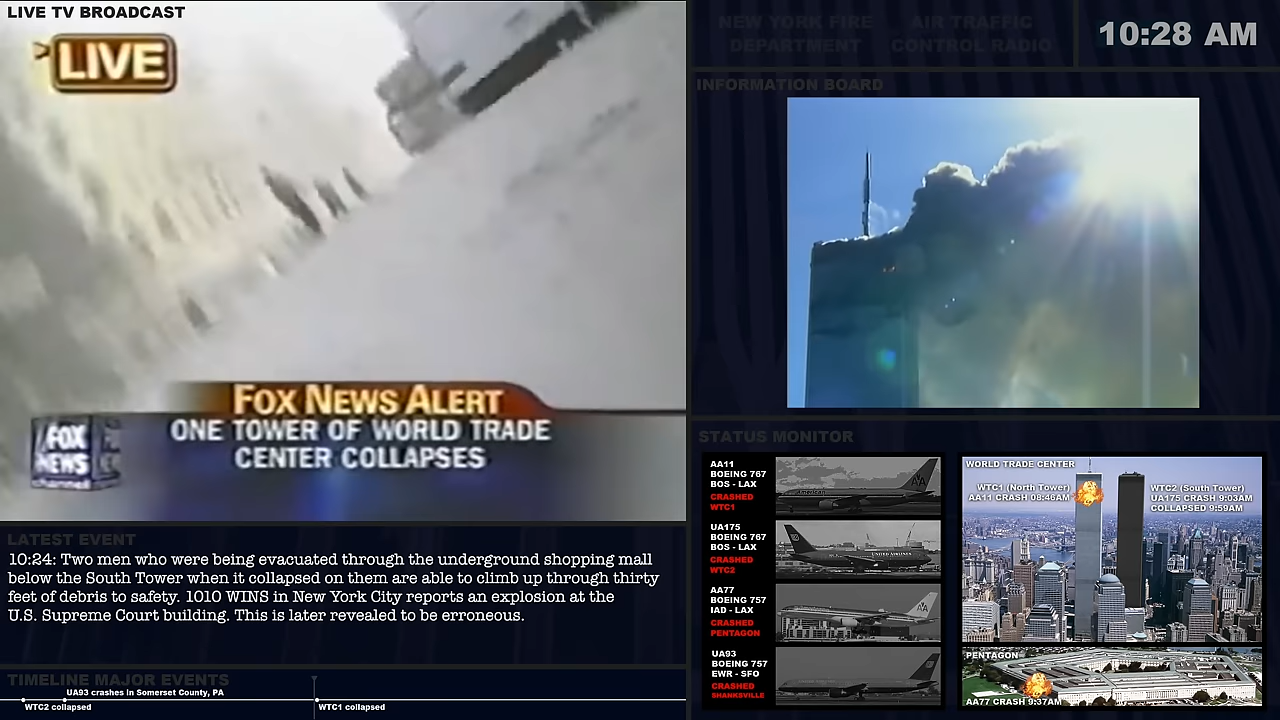 LIVE TV BROADCAST
LIVE
FOX NEWS ALERT
ONE TOWER OF WORLD TRADE
CENTER COLLAPSES
FOX
NEWS
channel
LATEST EVENT
10:24: Two men who were being evacuated through the underground shopping mall
below the South Tower when it collapsed on them are able to climb up through thirty
feet of debris to safety. 1010 WINS in New York City reports an explosion at the
U.S. Supreme Court building. This is later revealed to be erroneous.
TIMELINE MAJOR EVENTS
UA93 crashes in Somerset County, PA
WTC1 collapsed
NEW YORK FIRE
DEPARTMENT
AIR TRAFFIC
CONTROL RADIO
10:28 AM
INFORMATION BOARD
STATUS MONITOR
AA11
BOEING 767
BOS - LAX
CRASHED
WTC1
UA175
BOEING 767
BOS - LAX
CRASHED
WTC2
AA77
BOEING 757
IAD - LAX
CRASHED
PENTAGON
UA93
BOEING 757
EWR - SFO
CRASHED
SHANKSVILLE
WORLD TRADE CENTER
WTC1 (North Tower)
AA11 CRASH 08:46AM
WTC2 (South Tower)
UA175 CRASH 9:03AM
COLLAPSED 9:59AM
PENTAGON
AA77 CRASH 9:37AM